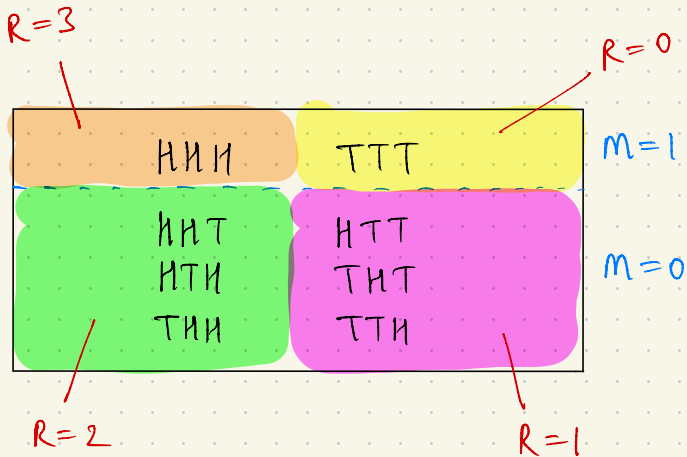 R=3
R=0
HHH TTT m=1
HHT HTT
HTH THT m=0
THH TTH
R=2
R=1